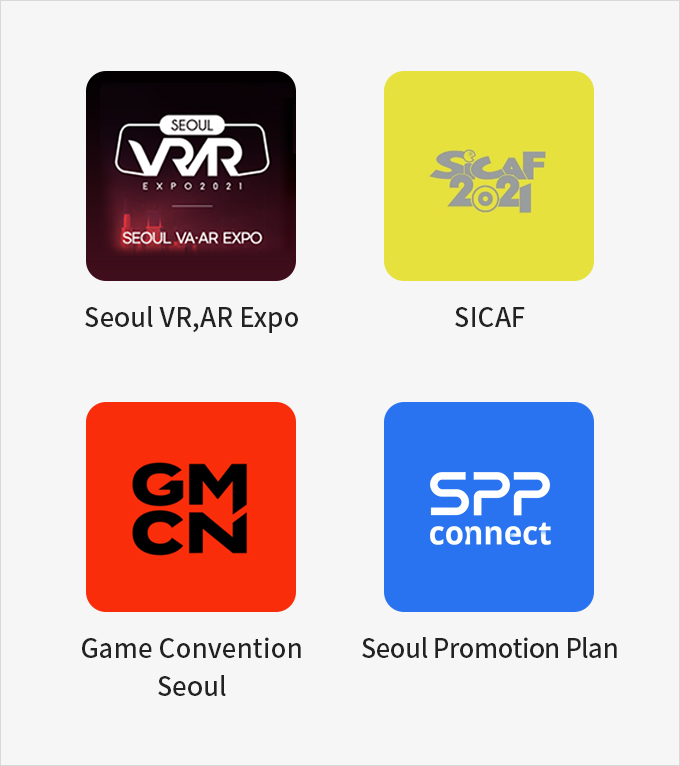 SEOUL
VRAR
EXPO2021
SEOUL VA·AR EXPO
SiCAF
2021
Seoul VR,AR Expo
SICAF
GM
CN
SPP
connect
Game Convention
Seoul
Seoul Promotion Plan